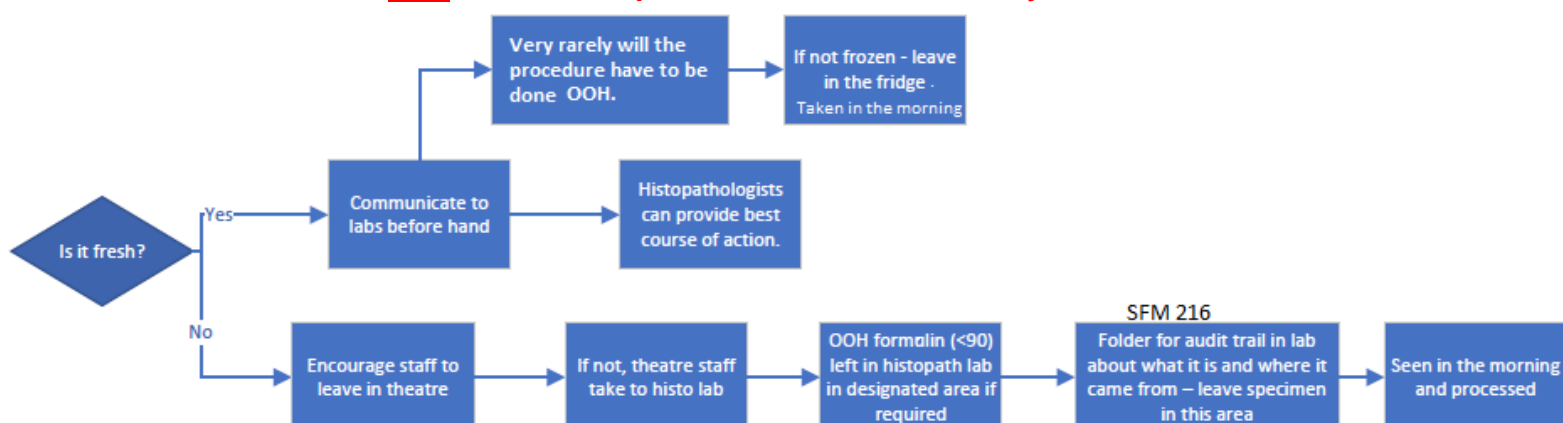 Very rarely will the
procedure have to be
done OOH.
If not frozen - leave
in the fridge .
Taken in the morning
Is it fresh?
Yes
Communicate to
labs before hand
Histopathologists
can provide best
course of action.
No
Encourage staff to
leave in theatre
If not, theatre staff
take to histo lab
OOH formalin (<90)
left in histopath lab
in designated area if
required
SFM 216
Folder for audit trail in lab
about what it is and where it
came from – leave specimen
in this area
Seen in the morning
and processed